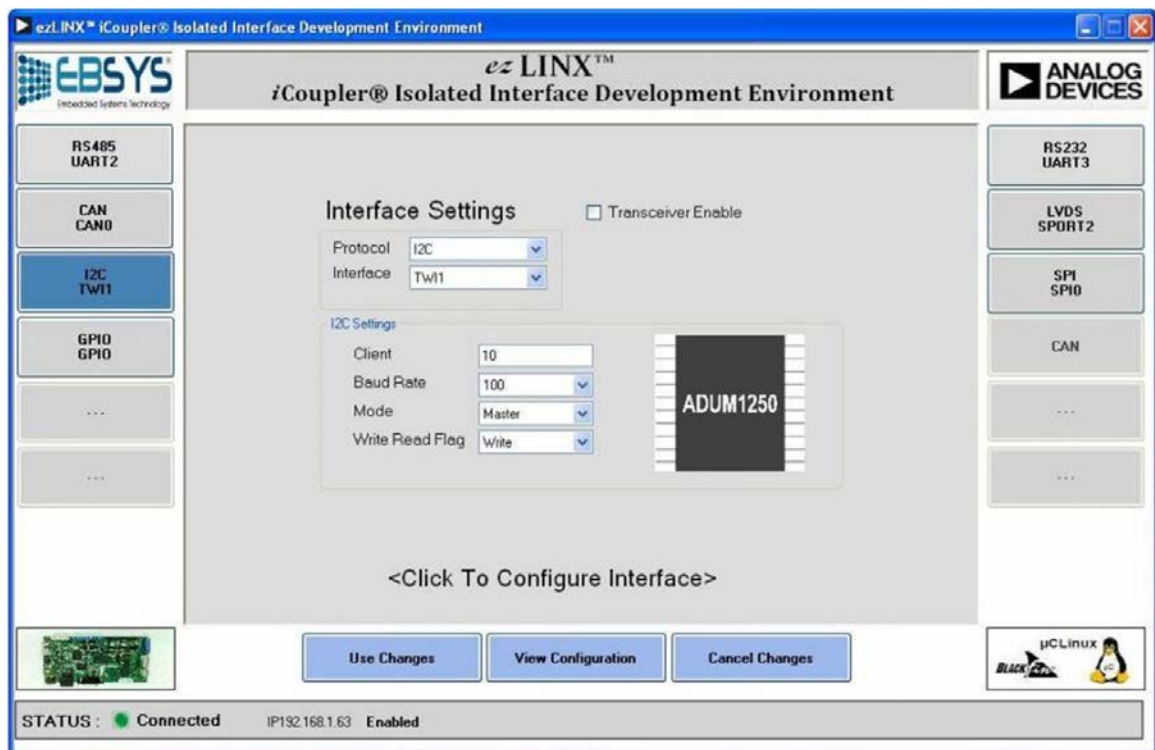 ezLINX™ iCoupler® Isolated Interface Development Environment
EBSYS
Embedded Systems Technology
ez LINX™
iCoupler® Isolated Interface Development Environment
ANALOG
DEVICES
RS485
UART2
CAN
CAN0
I2C
TWI1
GPIO
GPIO
...
...
Interface Settings
Transceiver Enable
Protocol I2C
Interface TWI1
I2C Settings
Client 10
Baud Rate 100
Mode Master
Write Read Flag Write
ADUM1250
<Click To Configure Interface>
RS232
UART3
LVDS
SPORT2
SPI
SPI0
CAN
...
...
Use Changes
View Configuration
Cancel Changes
µCLinux
STATUS : Connected IP192.168.1.63 Enabled